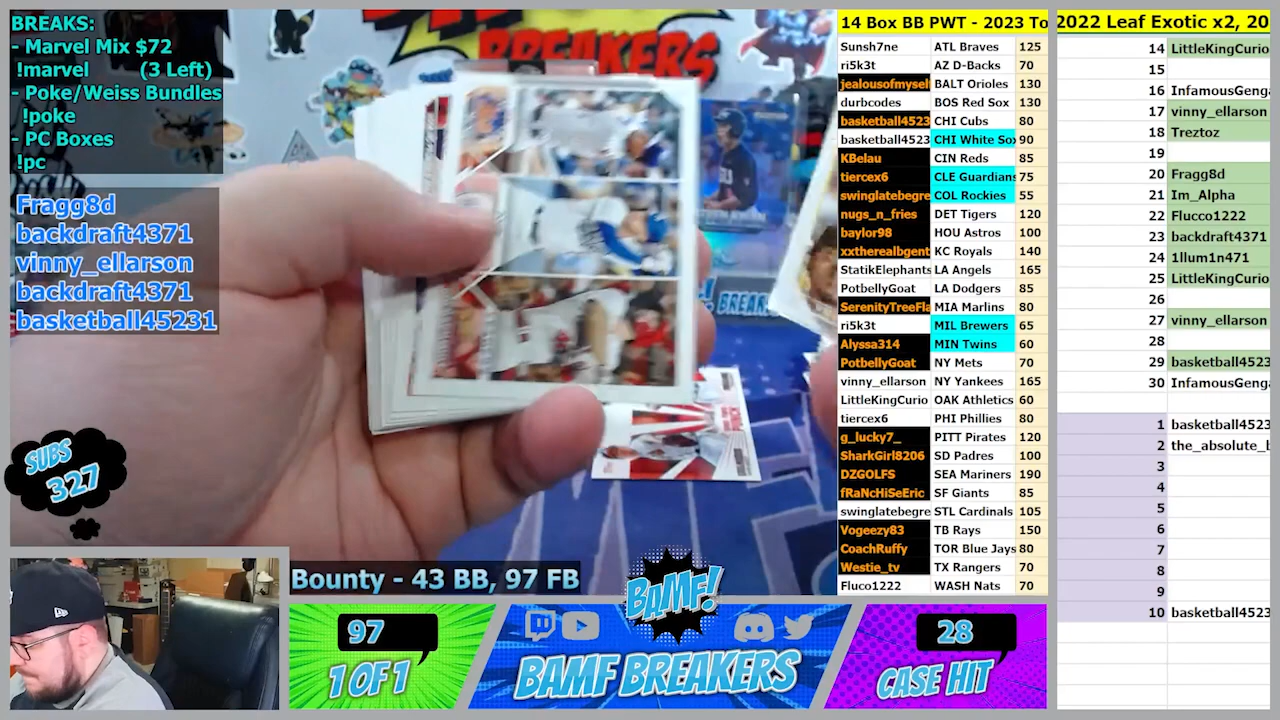 BREAKS:
- Marvel Mix $72
!marvel (3 Left)
- Poke/Weiss Bundles
!poke
- PC Boxes
!pc
Fragg8d
backdraft4371
vinny_ellarson
backdraft4371
basketball45231
SUBS
327
BREAKERS
BREAKE
Bounty - 43 BB, 97 FB
97
1 OF 1
BAMF!
BAMF BREAKERS
28
CASE HIT
14 Box BB PWT - 2023 To
Sunsh7ne ATL Braves 125
ri5k3t AZ D-Backs 70
jealousofmysel BALT Orioles 130
durbcodes BOS Red Sox 130
basketball4523 CHI Cubs 80
basketball4523 CHI White Sox 90
KBelau CIN Reds 85
tiercex6 CLE Guardians 75
swinglatebegre COL Rockies 55
nugs_n_fries DET Tigers 120
baylor98 HOU Astros 100
xxtherealbgent KC Royals 140
StatikElephants LA Angels 165
PotbellyGoat LA Dodgers 85
SerenityTreeFla MIA Marlins 80
ri5k3t MIL Brewers 65
Alyssa314 MIN Twins 60
PotbellyGoat NY Mets 70
vinny_ellarson NY Yankees 165
LittleKingCurio OAK Athletics 60
tiercex6 PHI Phillies 80
g_lucky7_ PITT Pirates 120
SharkGirl8206 SD Padres 100
DZGOLFS SEA Mariners 190
fRaNcHiSeEric SF Giants 85
swinglatebegre STL Cardinals 105
Vogeezy83 TB Rays 150
CoachRuffy TOR Blue Jays 80
Westie_tv TX Rangers 70
Fluco1222 WASH Nats 70
2022 Leaf Exotic x2, 20
14 LittleKingCurio
15
16 InfamousGenga
17 vinny_ellarson
18 Treztoz
19
20 Fragg8d
21 Im_Alpha
22 Flucco1222
23 backdraft4371
24 1llum1n471
25 LittleKingCurio
26
27 vinny_ellarson
28
29 basketball4523
30 InfamousGenga
1 basketball4523
2 the_absolute_b
3
4
5
6
7
8
9
10 basketball4523